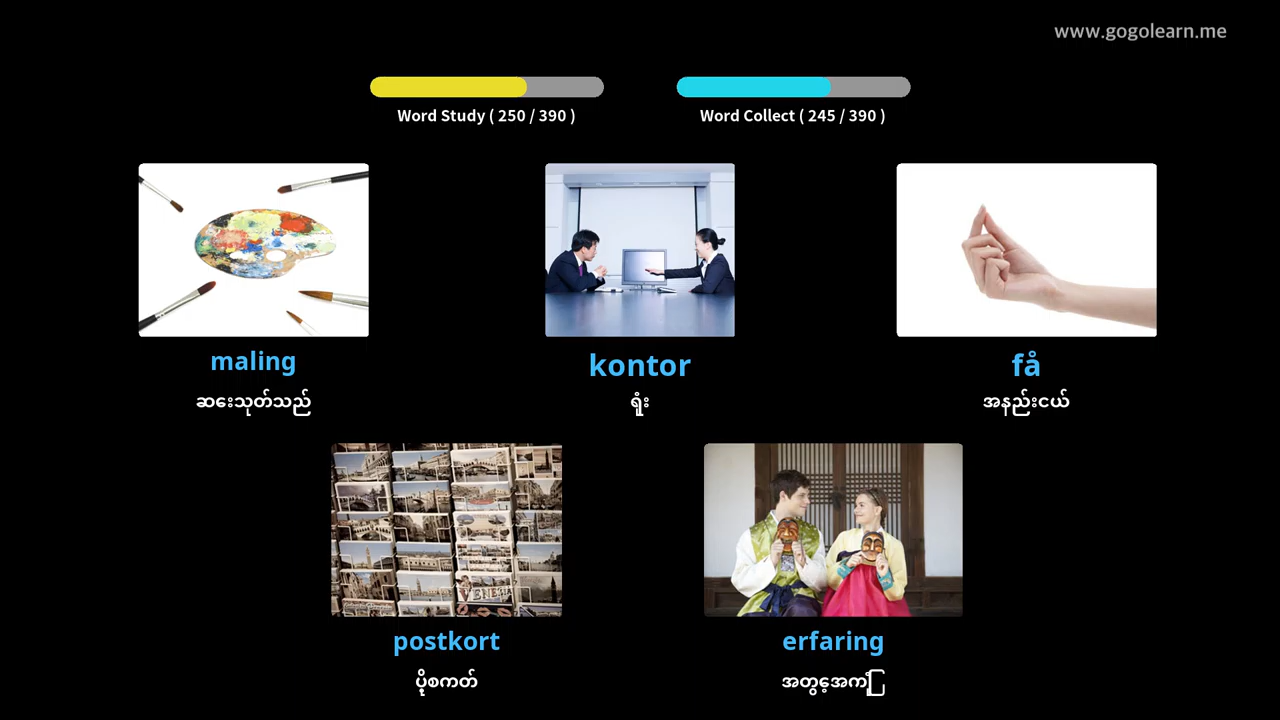 www.gogolearn.me
Word Study ( 250 / 390 )
Word Collect ( 245 / 390 )
maling
kontor
få
ဆေးသုတ်သည်
ရုံး
အနည်းငယ်
postkort
erfaring
ပို့စကတ်
အတွေ့အကြုံ